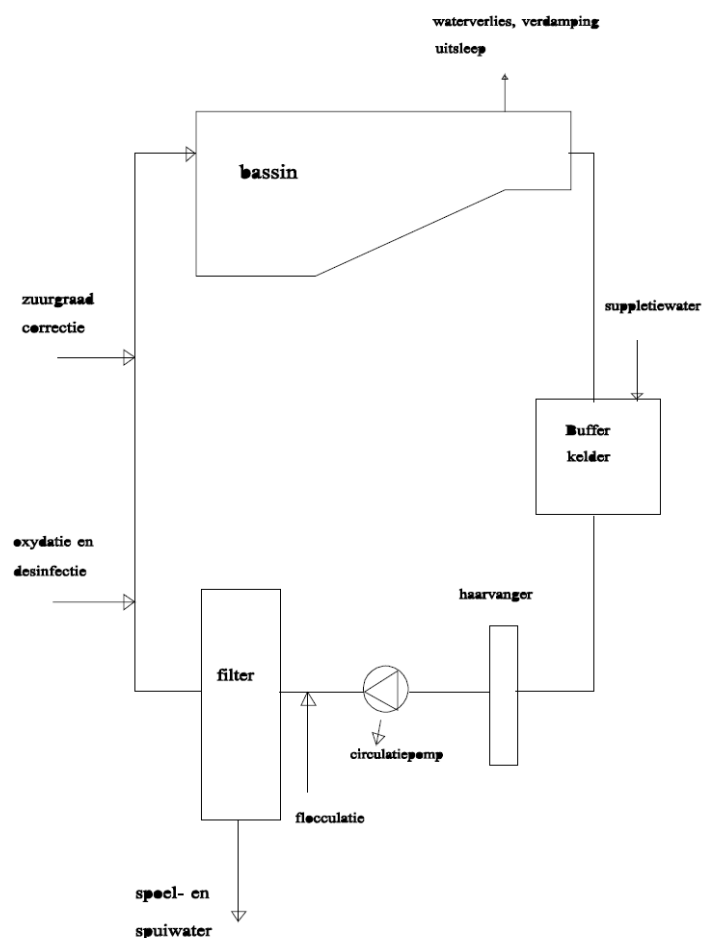 waterverlies, verdamping
uitsleep
bassin
zuurgraad
correctie
suppletiewater
Buffer
kelder
oxydatie en
desinfectie
haarvanger
filter
circulatiepomp
flocculatie
spoel- en
spuiwater